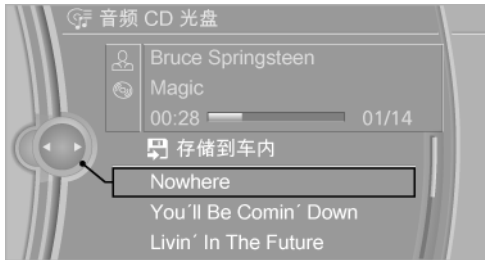 音频 CD 光盘
Bruce Springsteen
Magic
00:28 01/14
存储到车内
Nowhere
You´ll Be Comin´ Down
Livin´ In The Future